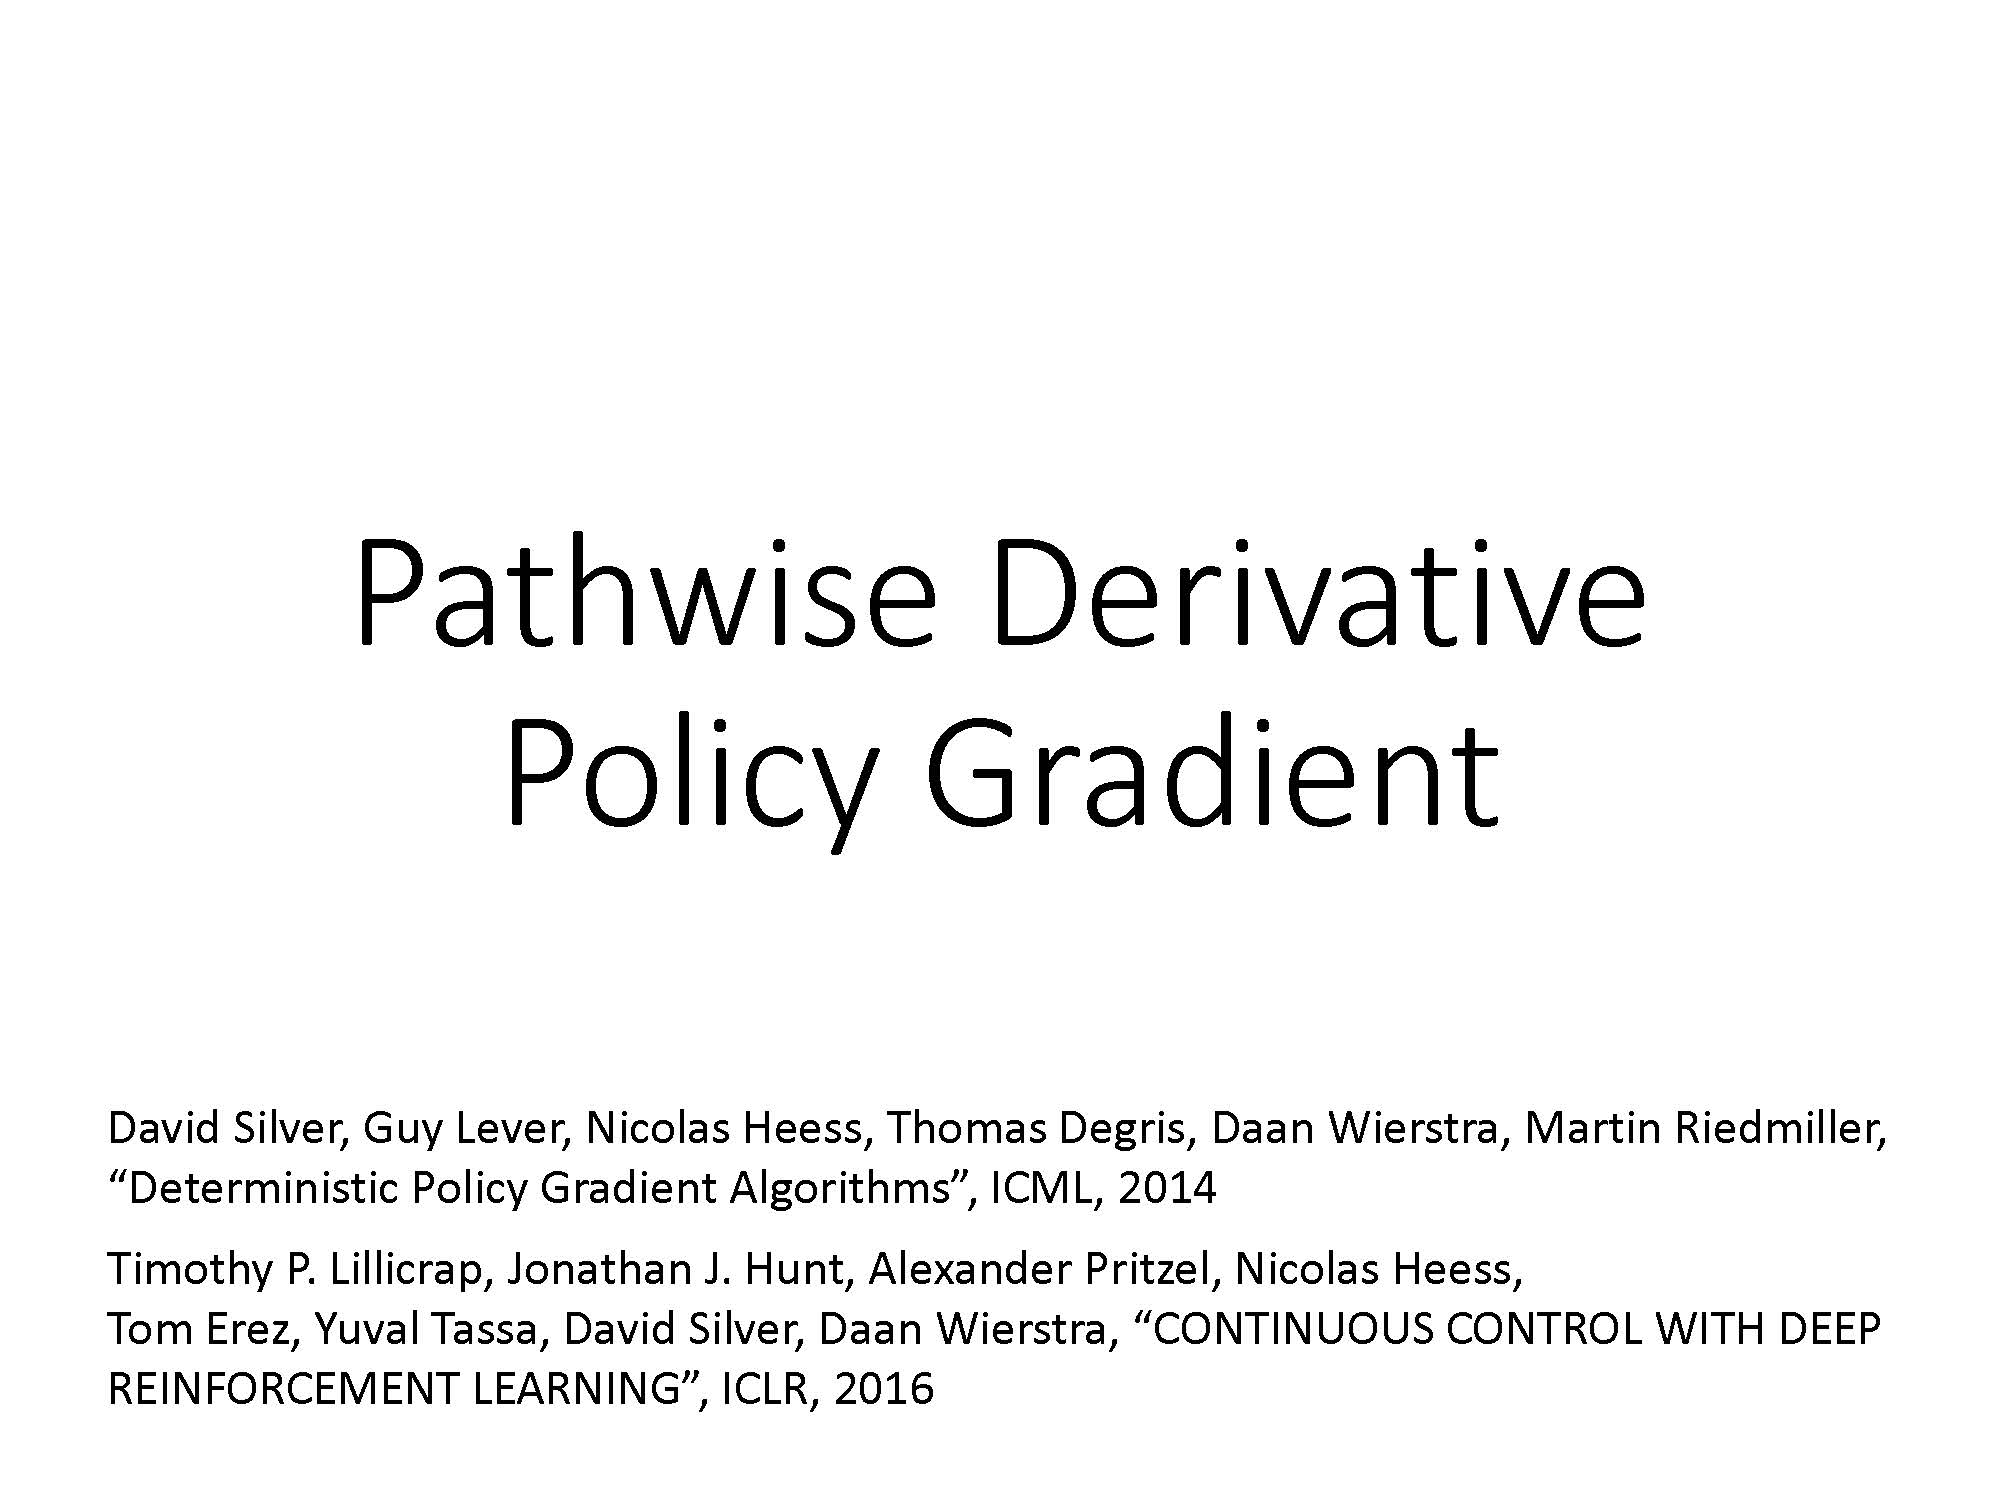 Pathwise Derivative
Policy Gradient
David Silver, Guy Lever, Nicolas Heess, Thomas Degris, Daan Wierstra, Martin Riedmiller,
“Deterministic Policy Gradient Algorithms”, ICML, 2014
Timothy P. Lillicrap, Jonathan J. Hunt, Alexander Pritzel, Nicolas Heess,
Tom Erez, Yuval Tassa, David Silver, Daan Wierstra, “CONTINUOUS CONTROL WITH DEEP
REINFORCEMENT LEARNING”, ICLR, 2016